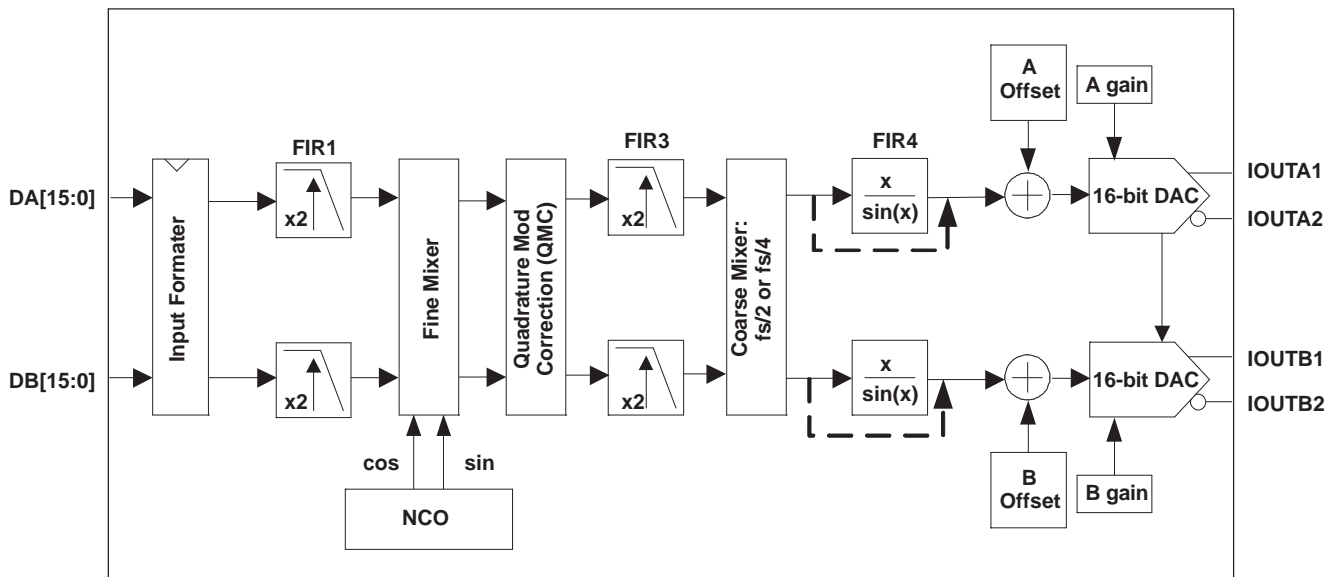 A
Offset
A gain
FIR1
FIR3
FIR4
DA[15:0]
x2
x2
x
sin(x)
16-bit DAC
IOUTA1
IOUTA2
Input Formater
Fine Mixer
Quadrature Mod
Correction (QMC)
Coarse Mixer:
fs/2 or fs/4
DB[15:0]
x2
x2
x
sin(x)
16-bit DAC
IOUTB1
IOUTB2
cos
sin
NCO
B
Offset
B gain